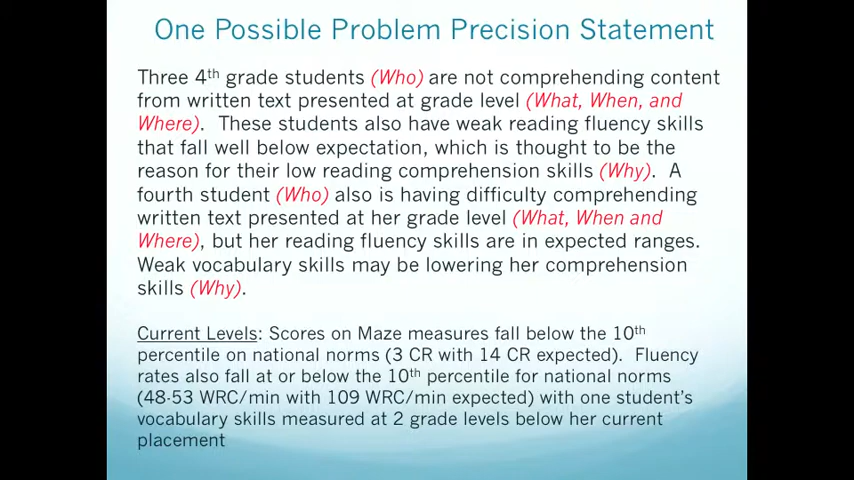 One Possible Problem Precision Statement
Three 4th grade students (Who) are not comprehending content
from written text presented at grade level (What, When, and
Where).  These students also have weak reading fluency skills
that fall well below expectation, which is thought to be the
reason for their low reading comprehension skills (Why).  A
fourth student (Who) also is having difficulty comprehending
written text presented at her grade level (What, When and
Where), but her reading fluency skills are in expected ranges.
Weak vocabulary skills may be lowering her comprehension
skills (Why).
Current Levels: Scores on Maze measures fall below the 10th
percentile on national norms (3 CR with 14 CR expected).  Fluency
rates also fall at or below the 10th percentile for national norms
(48-53 WRC/min with 109 WRC/min expected) with one student's
vocabulary skills measured at 2 grade levels below her current
placement